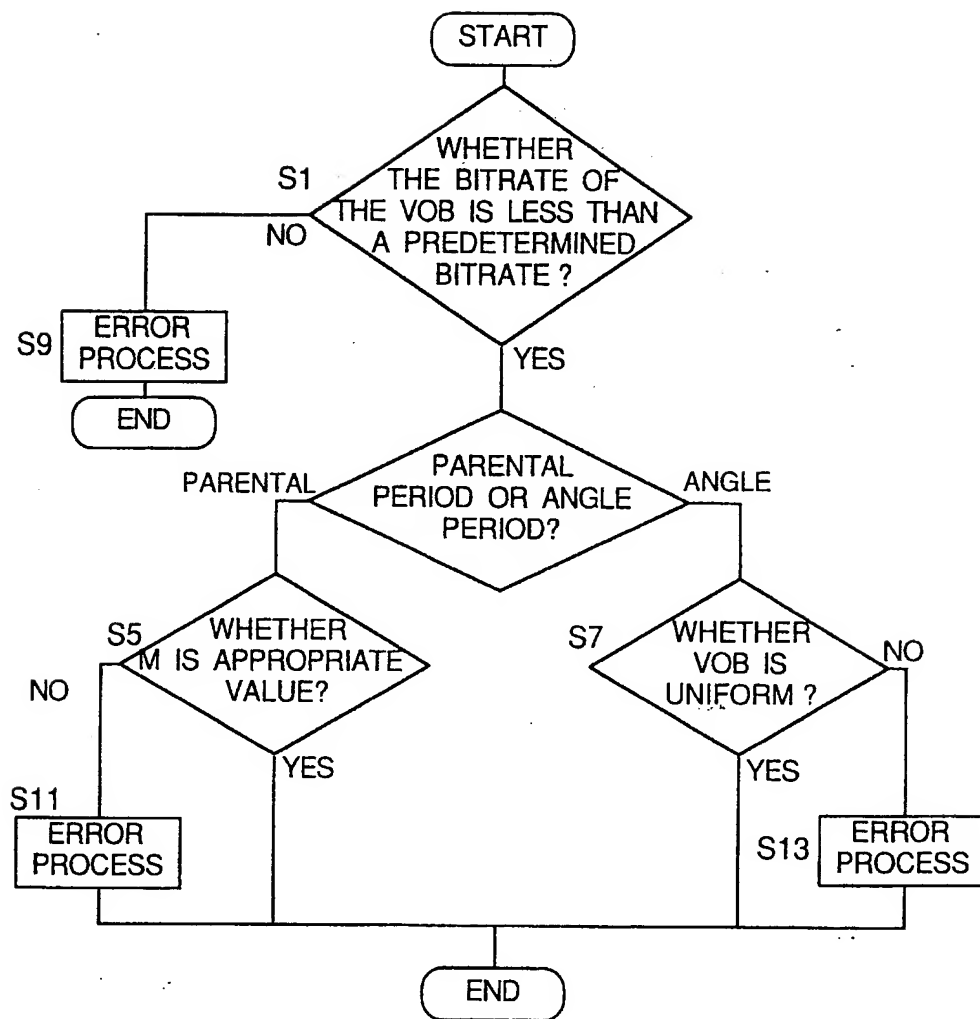 START
S1
WHETHER
THE BITRATE OF
THE VOB IS LESS THAN
A PREDETERMINED
BITRATE ?
NO
YES
S9
ERROR
PROCESS
END
PARENTAL
PARENTAL
PERIOD OR ANGLE
PERIOD?
ANGLE
S5
WHETHER
M IS APPROPRIATE
VALUE?
NO
YES
S7
WHETHER
VOB IS
UNIFORM ?
NO
YES
S11
ERROR
PROCESS
S13
ERROR
PROCESS
END